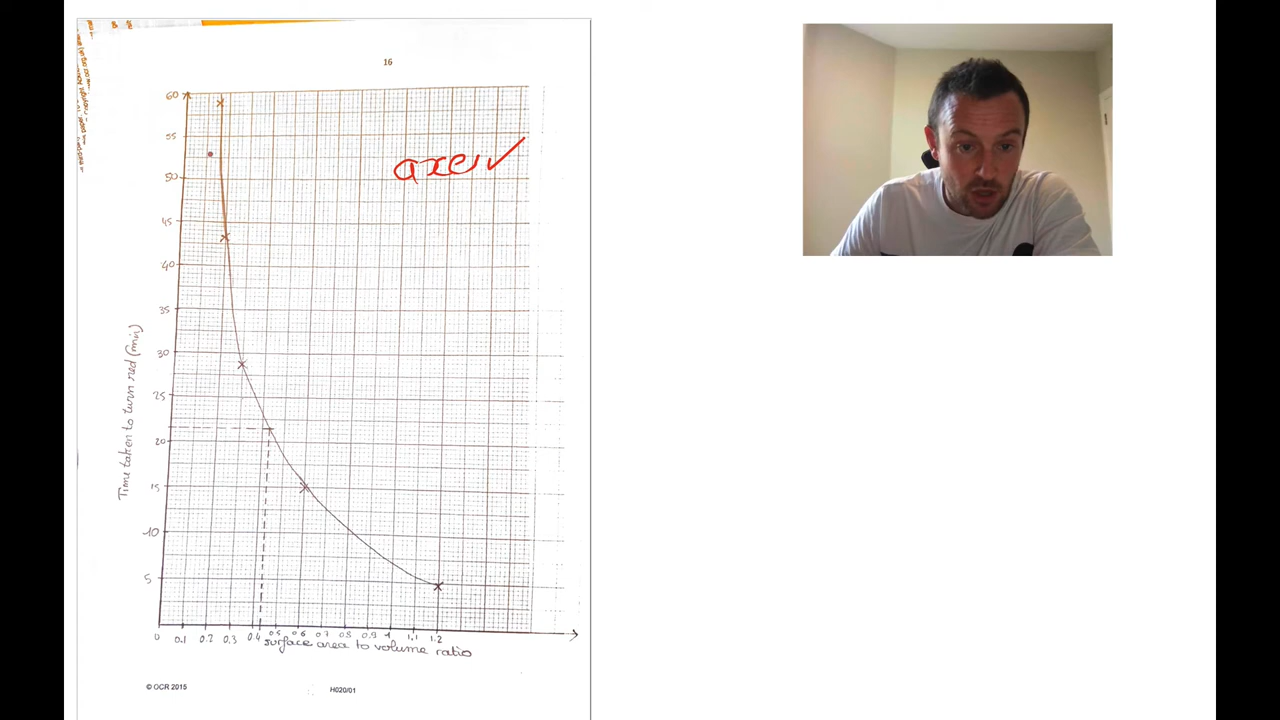 16
60
55
50
45
40
35
30
25
20
15
10
5
0 0.1 0.2 0.3 0.4 0.5 0.6 0.7 0.8 0.9 1 1.1 1.2
Time taken to turn red (min)
surface area to volume ratio
axes
© OCR 2015
H020/01